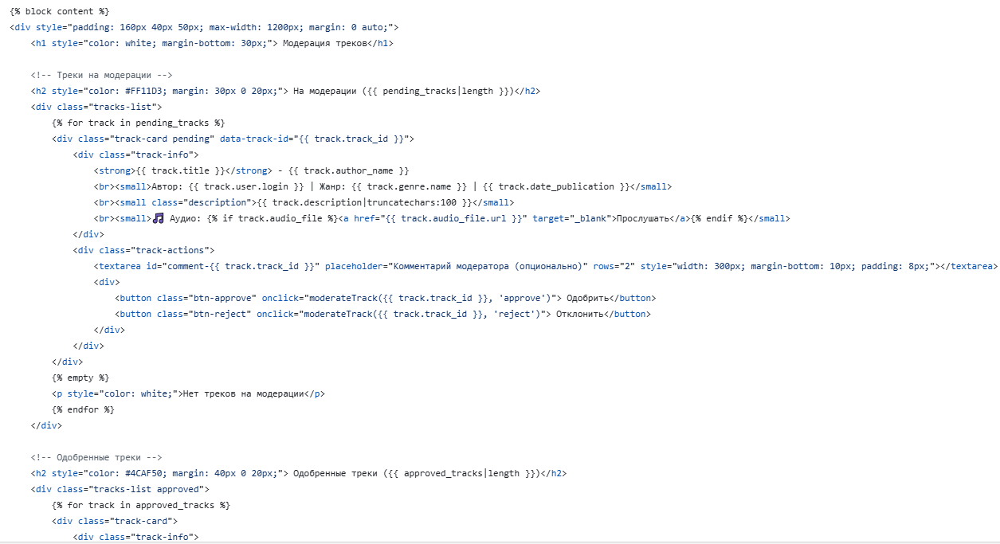 {% block content %}
<div style="padding: 160px 40px 50px; max-width: 1200px; margin: 0 auto;">
    <h1 style="color: white; margin-bottom: 30px;"> Модерация треков</h1>

    <!-- Треки на модерации -->
    <h2 style="color: #FF11D3; margin: 30px 0 20px;"> На модерации ({{ pending_tracks|length }})</h2>
    <div class="tracks-list">
        {% for track in pending_tracks %}
        <div class="track-card pending" data-track-id="{{ track.track_id }}">
            <div class="track-info">
                <strong>{{ track.title }}</strong> - {{ track.author_name }}
                <br><small>Автор: {{ track.user.login }} | Жанр: {{ track.genre.name }} | {{ track.date_publication }}</small>
                <br><small class="description">{{ track.description|truncatechars:100 }}</small>
                <br><small>🎵 Аудио: {% if track.audio_file %}<a href="{{ track.audio_file.url }}" target="_blank">Прослушать</a>{% endif %}</small>
            </div>
            <div class="track-actions">
                <textarea id="comment-{{ track.track_id }}" placeholder="Комментарий модератора (опционально)" rows="2" style="width: 300px; margin-bottom: 10px; padding: 8px;"></textarea>
                <div>
                    <button class="btn-approve" onclick="moderateTrack({{ track.track_id }}, 'approve')"> Одобрить</button>
                    <button class="btn-reject" onclick="moderateTrack({{ track.track_id }}, 'reject')"> Отклонить</button>
                </div>
            </div>
        </div>
        {% empty %}
        <p style="color: white;">Нет треков на модерации</p>
        {% endfor %}
    </div>

    <!-- Одобренные треки -->
    <h2 style="color: #4CAF50; margin: 40px 0 20px;"> Одобренные треки ({{ approved_tracks|length }})</h2>
    <div class="tracks-list approved">
        {% for track in approved_tracks %}
        <div class="track-card">
            <div class="track-info">